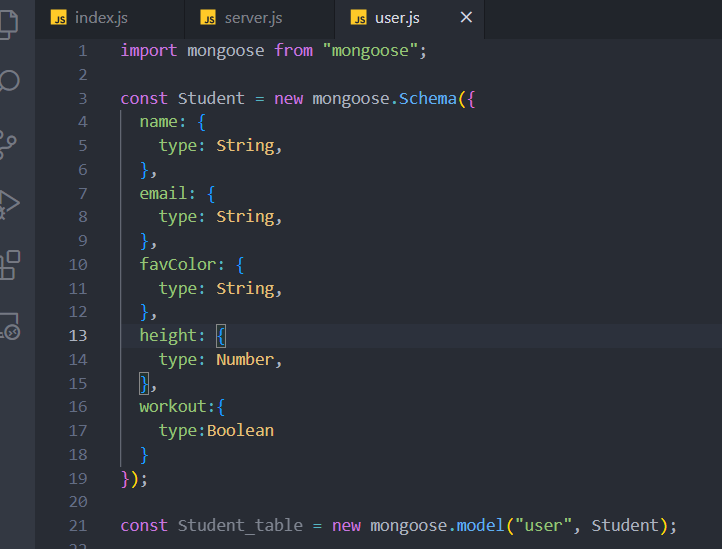 JS index.js JS server.js JS user.js ×
1 import mongoose from "mongoose";
2
3 const Student = new mongoose.Schema({
4   name: {
5     type: String,
6   },
7   email: {
8     type: String,
9   },
10   favColor: {
11     type: String,
12   },
13   height: {
14     type: Number,
15   },
16   workout:{
17     type:Boolean
18   }
19 });
20
21 const Student_table = new mongoose.model("user", Student);
22